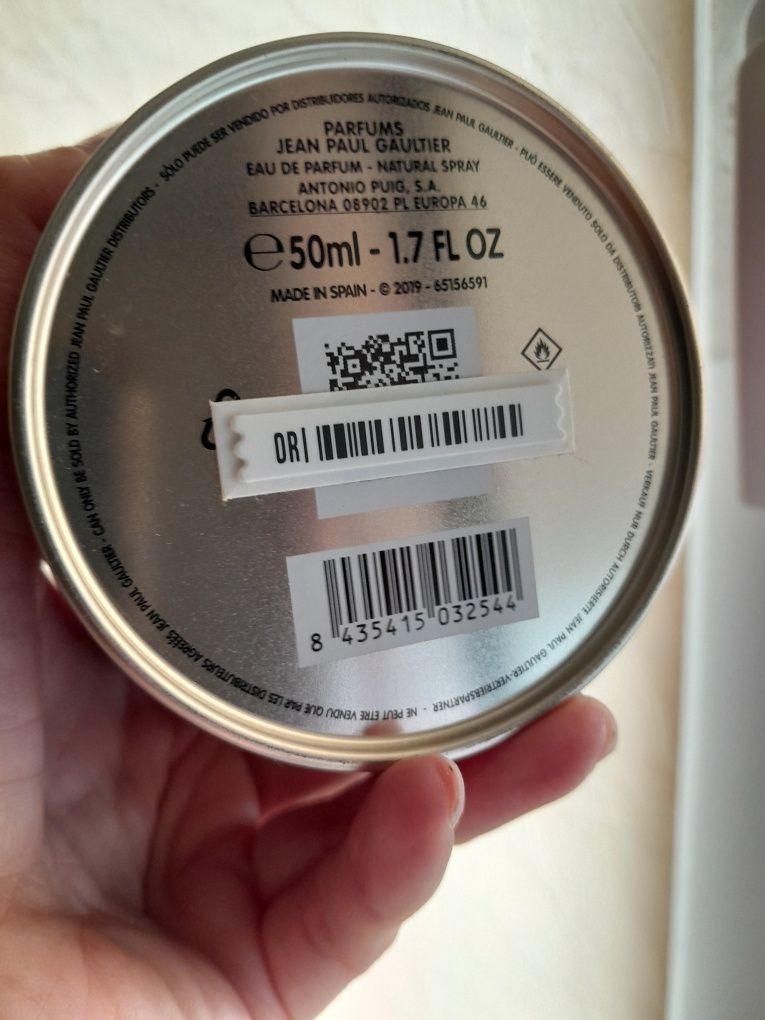 SÓLO PUEDE SER VENDIDO POR DISTRIBUIDORES AUTORIZADOS JEAN PAUL GAULTIER - PUÒ ESSERE VENDUTO SOLO DA DISTRIBUTORI AUTORIZZATI JEAN PAUL GAULTIER - VERKAUF NUR DURCH AUTORISIERTE JEAN PAUL GAULTIER-VERTRIEBSPARTNER - NE PEUT ETRE VENDU QUE PAR LES DISTRIBUTEURS AGRÉÉS JEAN PAUL GAULTIER - CAN ONLY BE SOLD BY AUTHORIZED JEAN PAUL GAULTIER DISTRIBUTORS -
PARFUMS
JEAN PAUL GAULTIER
EAU DE PARFUM - NATURAL SPRAY
ANTONIO PUIG, S.A.
BARCELONA 08902 PL EUROPA 46
℮ 50ml - 1.7 FL OZ
MADE IN SPAIN - © 2019 - 65156591
OR|
8 435415 032544